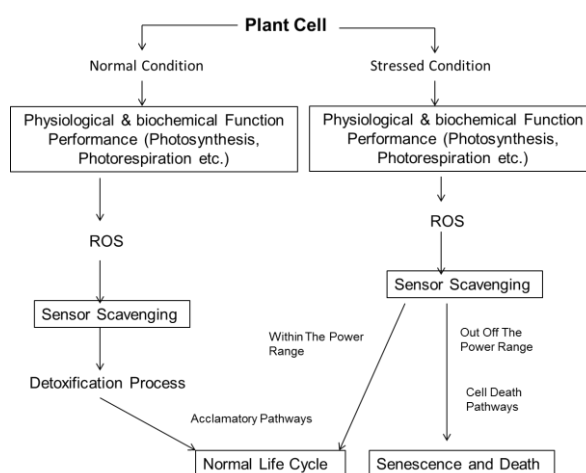 Plant Cell
Normal Condition
Stressed Condition
Physiological & biochemical Function
Performance (Photosynthesis,
Photorespiration etc.)
Physiological & biochemical Function
Performance (Photosynthesis,
Photorespiration etc.)
ROS
ROS
Sensor Scavenging
Sensor Scavenging
Within The Power
Range
Out Off The
Power Range
Detoxification Process
Cell Death
Pathways
Acclamatory Pathways
Normal Life Cycle
Senescence and Death